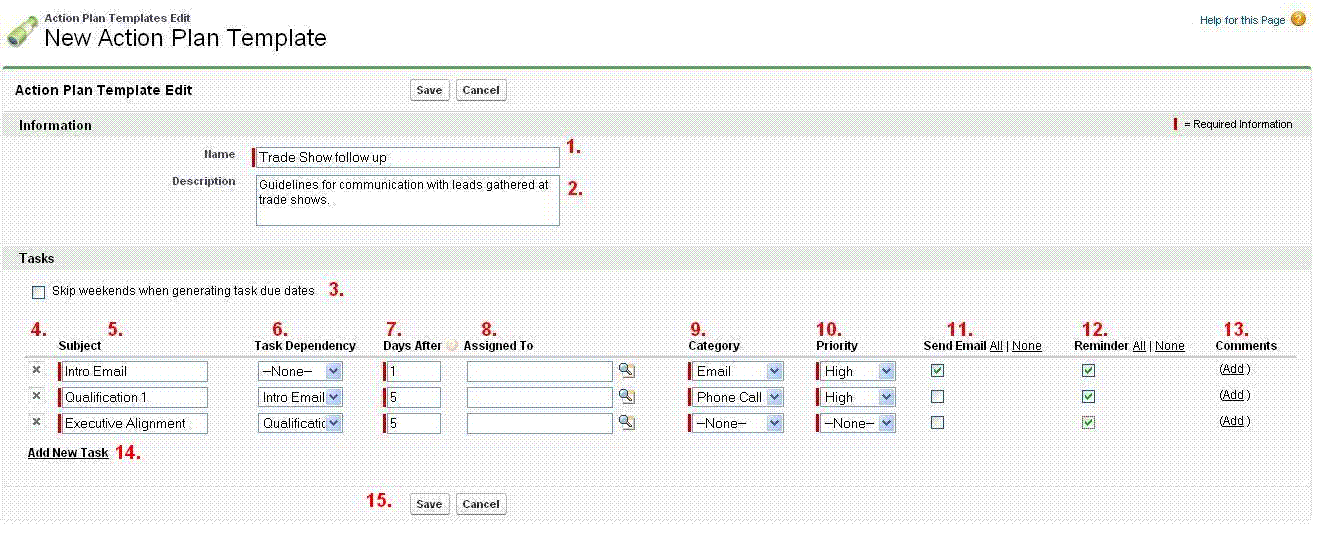 Action Plan Templates Edit
New Action Plan Template
Help for this Page ?
Action Plan Template Edit Save Cancel
Information = Required Information
Name Trade Show follow up 1.
Description Guidelines for communication with leads gathered at 2.
trade shows.
Tasks
Skip weekends when generating task due dates 3.
4. 5. 6. 7. 8. 9. 10. 11. 12. 13.
Subject Task Dependency Days After Assigned To Category Priority Send Email All | None Reminder All | None Comments
Intro Email --None-- 1 Email High (Add )
Qualification 1 Intro Email 5 Phone Call High (Add )
Executive Alignment Qualificatic 5 --None-- --None-- (Add )
Add New Task 14.
15. Save Cancel